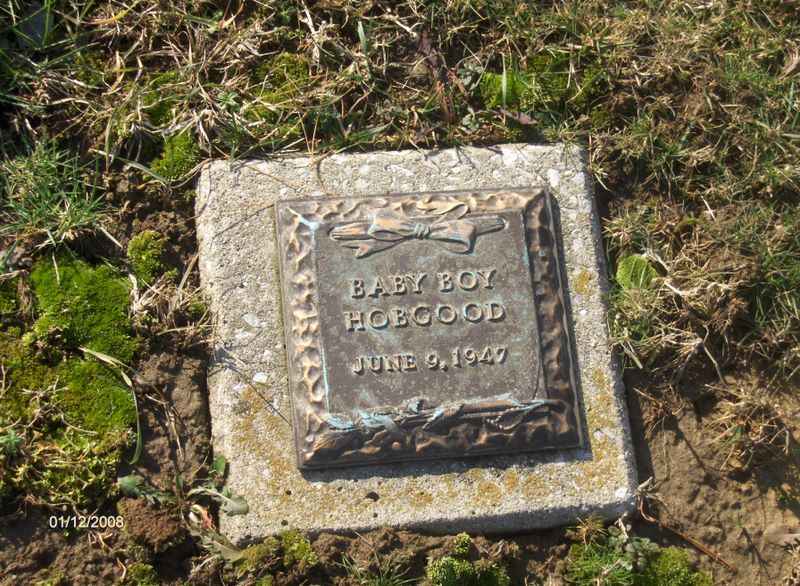 BABY BOY
HOBGOOD
JUNE 9, 1947
01/12/2008